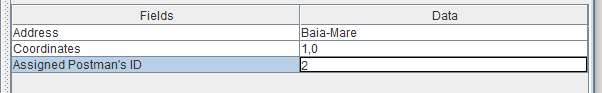 Fields Data
Address Baia-Mare
Coordinates 1,0
Assigned Postman's ID 2